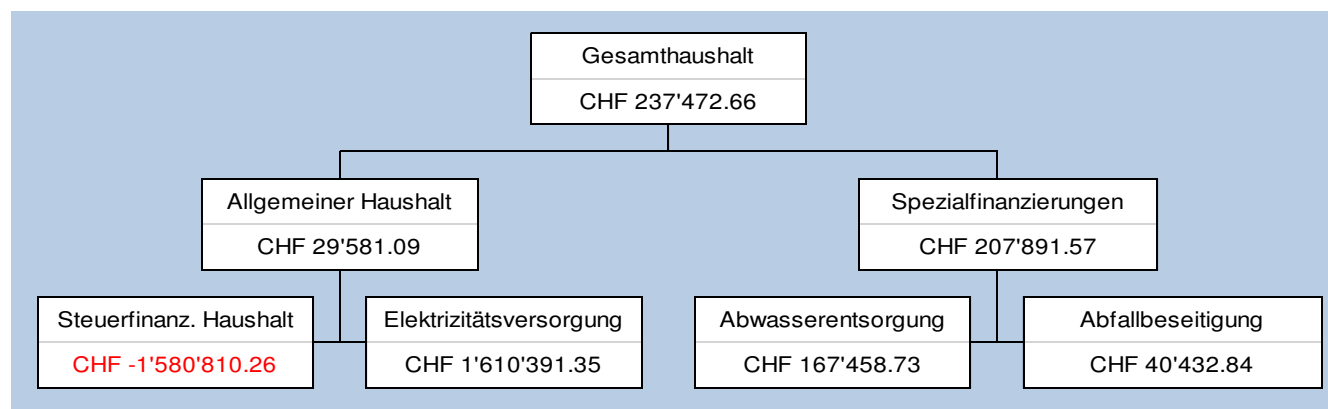 Gesamthaushalt
CHF 237'472.66
Allgemeiner Haushalt
CHF 29'581.09
Spezialfinanzierungen
CHF 207'891.57
Steuerfinanz. Haushalt
CHF -1'580'810.26
Elektrizitätsversorgung
CHF 1'610'391.35
Abwasserentsorgung
CHF 167'458.73
Abfallbeseitigung
CHF 40'432.84